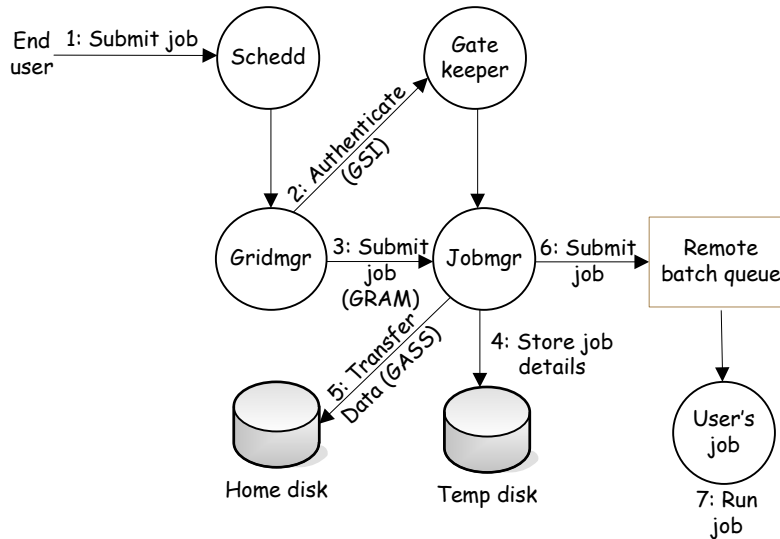 End
user
1: Submit job
Schedd
Gate
keeper
2: Authenticate
(GSI)
Gridmgr
3: Submit
job
(GRAM)
Jobmgr
6: Submit
job
Remote
batch queue
5: Transfer
Data (GASS)
4: Store job
details
User's
job
Home disk
Temp disk
7: Run
job